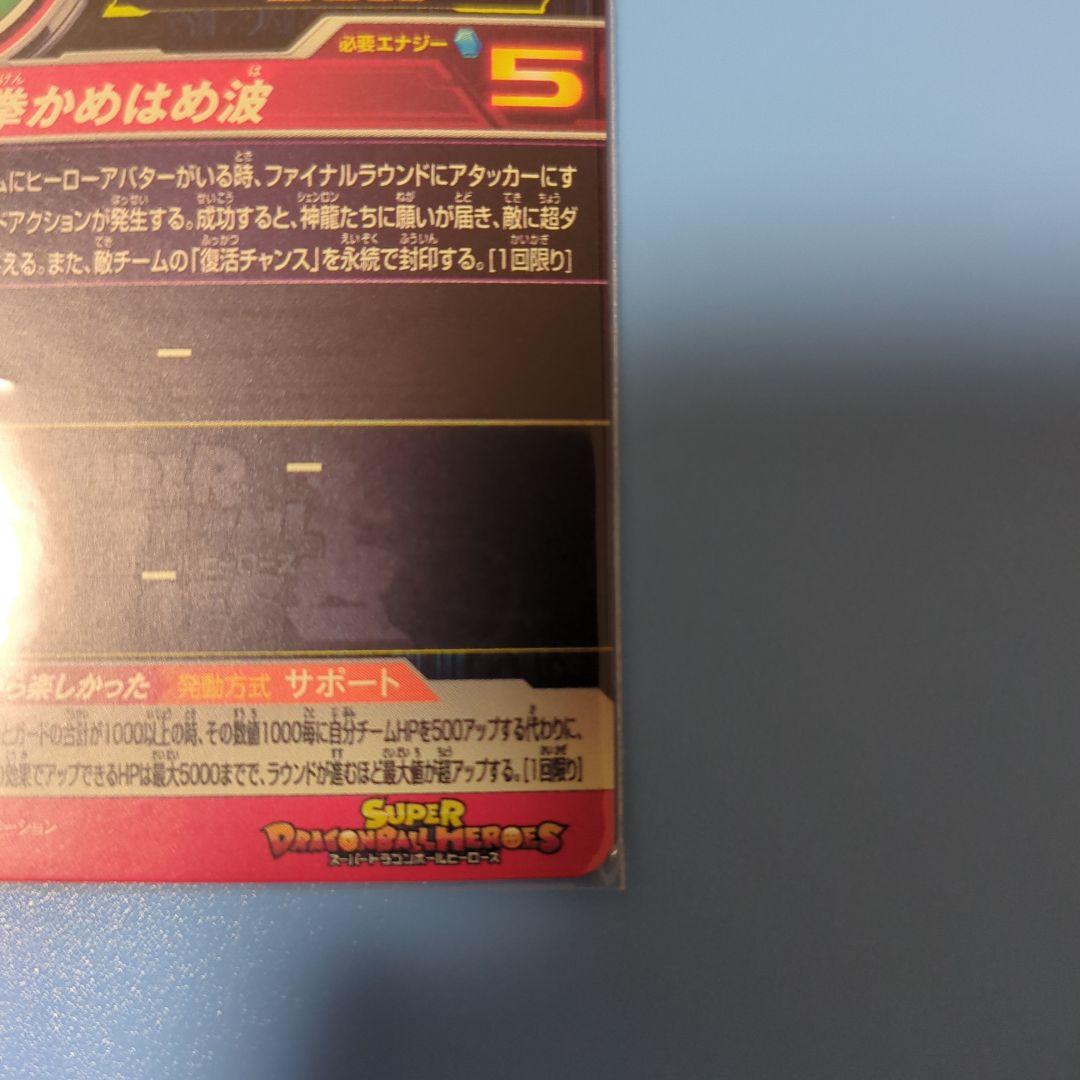 必要エナジー 5
拳かめはめ波
にヒーローアバターがいる時、ファイナルラウンドにアタッカーにす
ドアクションが発生する。成功すると、神龍たちに願いが届き、敵に超ダ
える。また、敵チームの「復活チャンス」を永続で封印する。[1回限り]
ー
ー
ー
ら楽しかった 発動方式 サポート
とガードの合計が1000以上の時、その数値1000毎に自分チームHPを500アップする代わりに、
の効果でアップできるHPは最大5000までで、ラウンドが進むほど最大値が超アップする。[1回限り]
ーション
SUPER
DRAGONBALL HEROES
スーパードラゴンボールヒーローズ